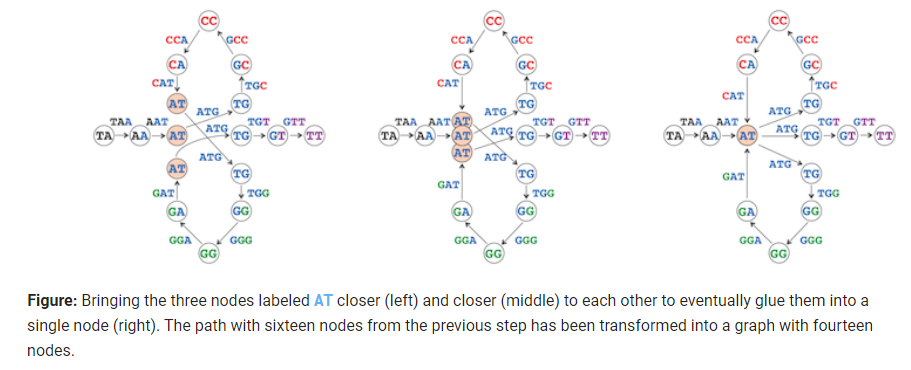 CC CC CC
CCA GCC CCA GCC CCA GCC
CA GC CA GC CA GC
CAT TGC CAT TGC CAT TGC
AT ATG TG ATG TG ATG TG
TAA AAT ATG TGT GTT TAA AAT AT ATG TGT GTT TAA AAT ATG TGT GTT
TA AA AT TG GT TT TA AA AT TG GT TT TA AA AT TG GT TT
AT ATG TG AT ATG TG ATG TG
GAT TGG GAT TGG GAT TGG
GA GG GA GG GA GG
GGA GGG GGA GGG GGA GGG
GG GG GG
Figure: Bringing the three nodes labeled AT closer (left) and closer (middle) to each other to eventually glue them into a
single node (right). The path with sixteen nodes from the previous step has been transformed into a graph with fourteen
nodes.